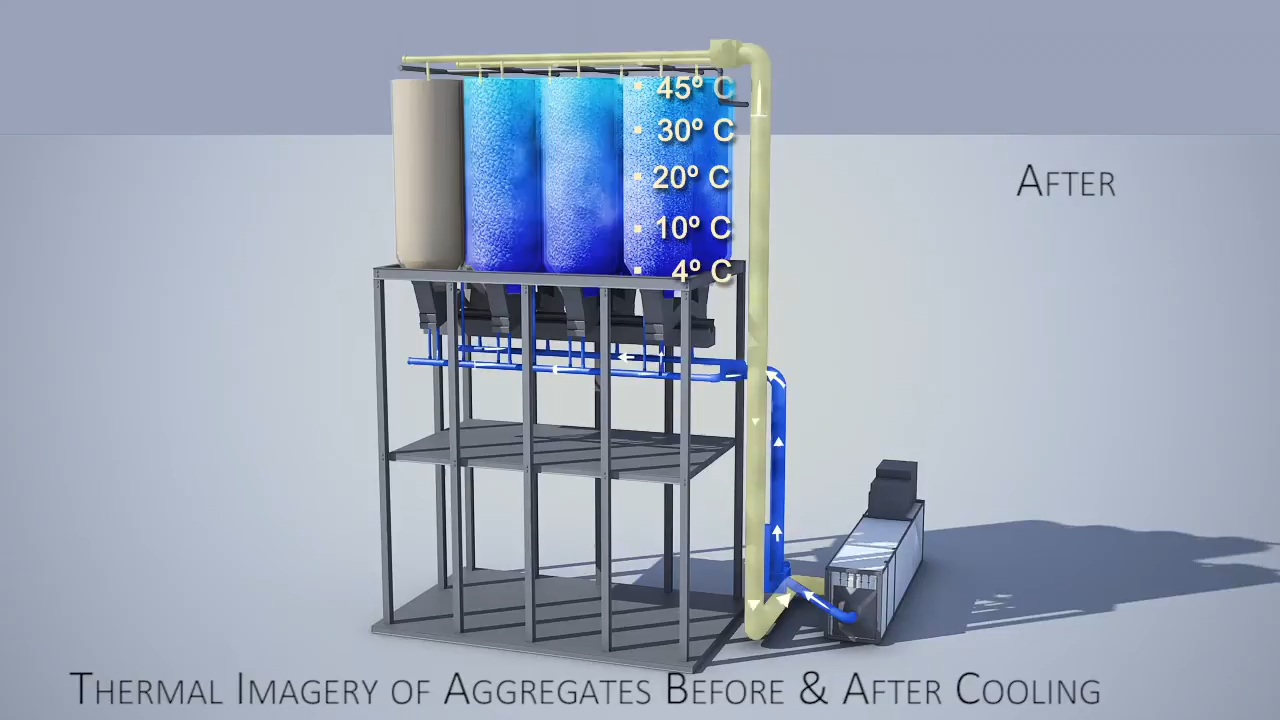 45º C
30º C
20º C
10º C
4º C
AFTER
THERMAL IMAGERY OF AGGREGATES BEFORE & AFTER COOLING